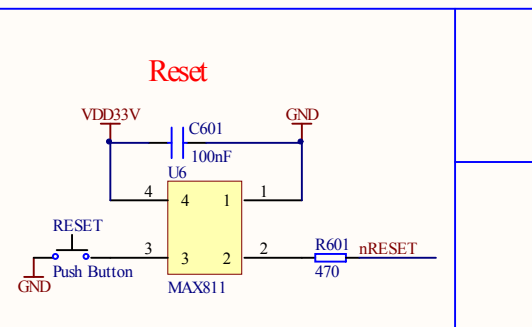 Reset
VDD33V
GND
C601
100nF
U6
4
4
1
1
RESET
3
3
2
2
R601
nRESET
Push Button
470
GND
MAX811